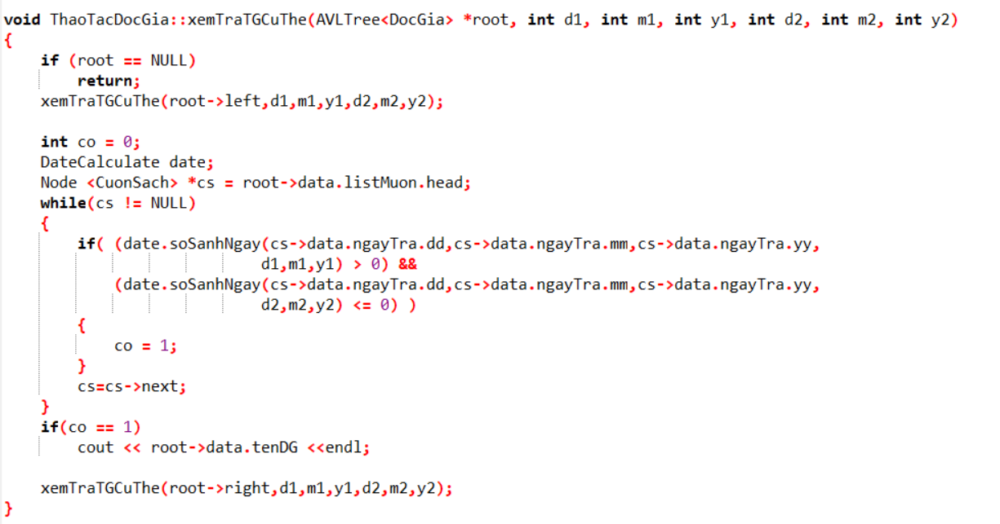 void ThaoTacDocGia::xemTraTGCuThe(AVLTree<DocGia> *root, int d1, int m1, int y1, int d2, int m2, int y2)
{
    if (root == NULL)
        return;
    xemTraTGCuThe(root->left,d1,m1,y1,d2,m2,y2);

    int co = 0;
    DateCalculate date;
    Node <CuonSach> *cs = root->data.listMuon.head;
    while(cs != NULL)
    {
        if( (date.soSanhNgay(cs->data.ngayTra.dd,cs->data.ngayTra.mm,cs->data.ngayTra.yy,
                            d1,m1,y1) > 0) &&
            (date.soSanhNgay(cs->data.ngayTra.dd,cs->data.ngayTra.mm,cs->data.ngayTra.yy,
                            d2,m2,y2) <= 0) )
        {
            co = 1;
        }
        cs=cs->next;
    }
    if(co == 1)
        cout << root->data.tenDG <<endl;

    xemTraTGCuThe(root->right,d1,m1,y1,d2,m2,y2);
}